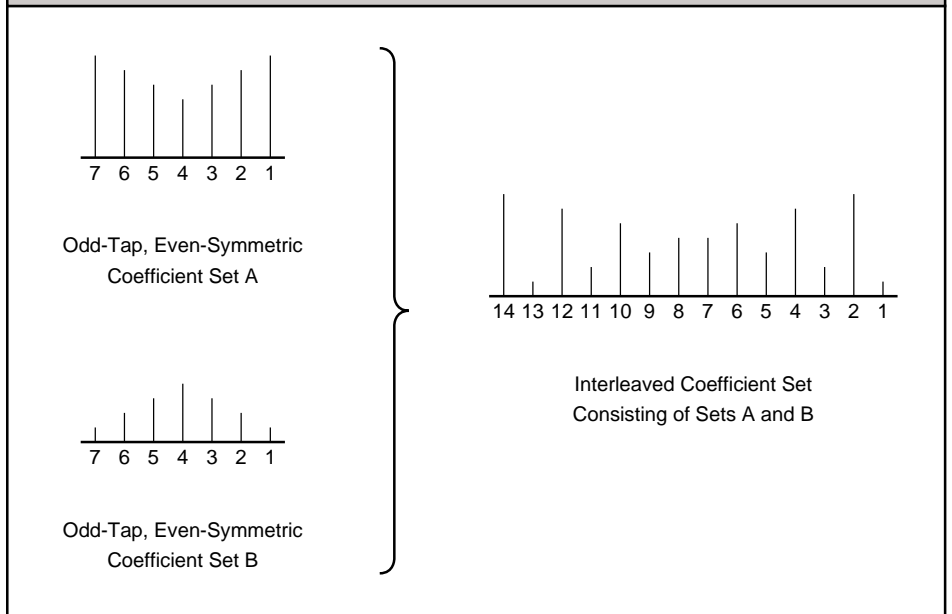 7 6 5 4 3 2 1
Odd-Tap, Even-Symmetric
Coefficient Set A
7 6 5 4 3 2 1
Odd-Tap, Even-Symmetric
Coefficient Set B
14 13 12 11 10 9 8 7 6 5 4 3 2 1
Interleaved Coefficient Set
Consisting of Sets A and B